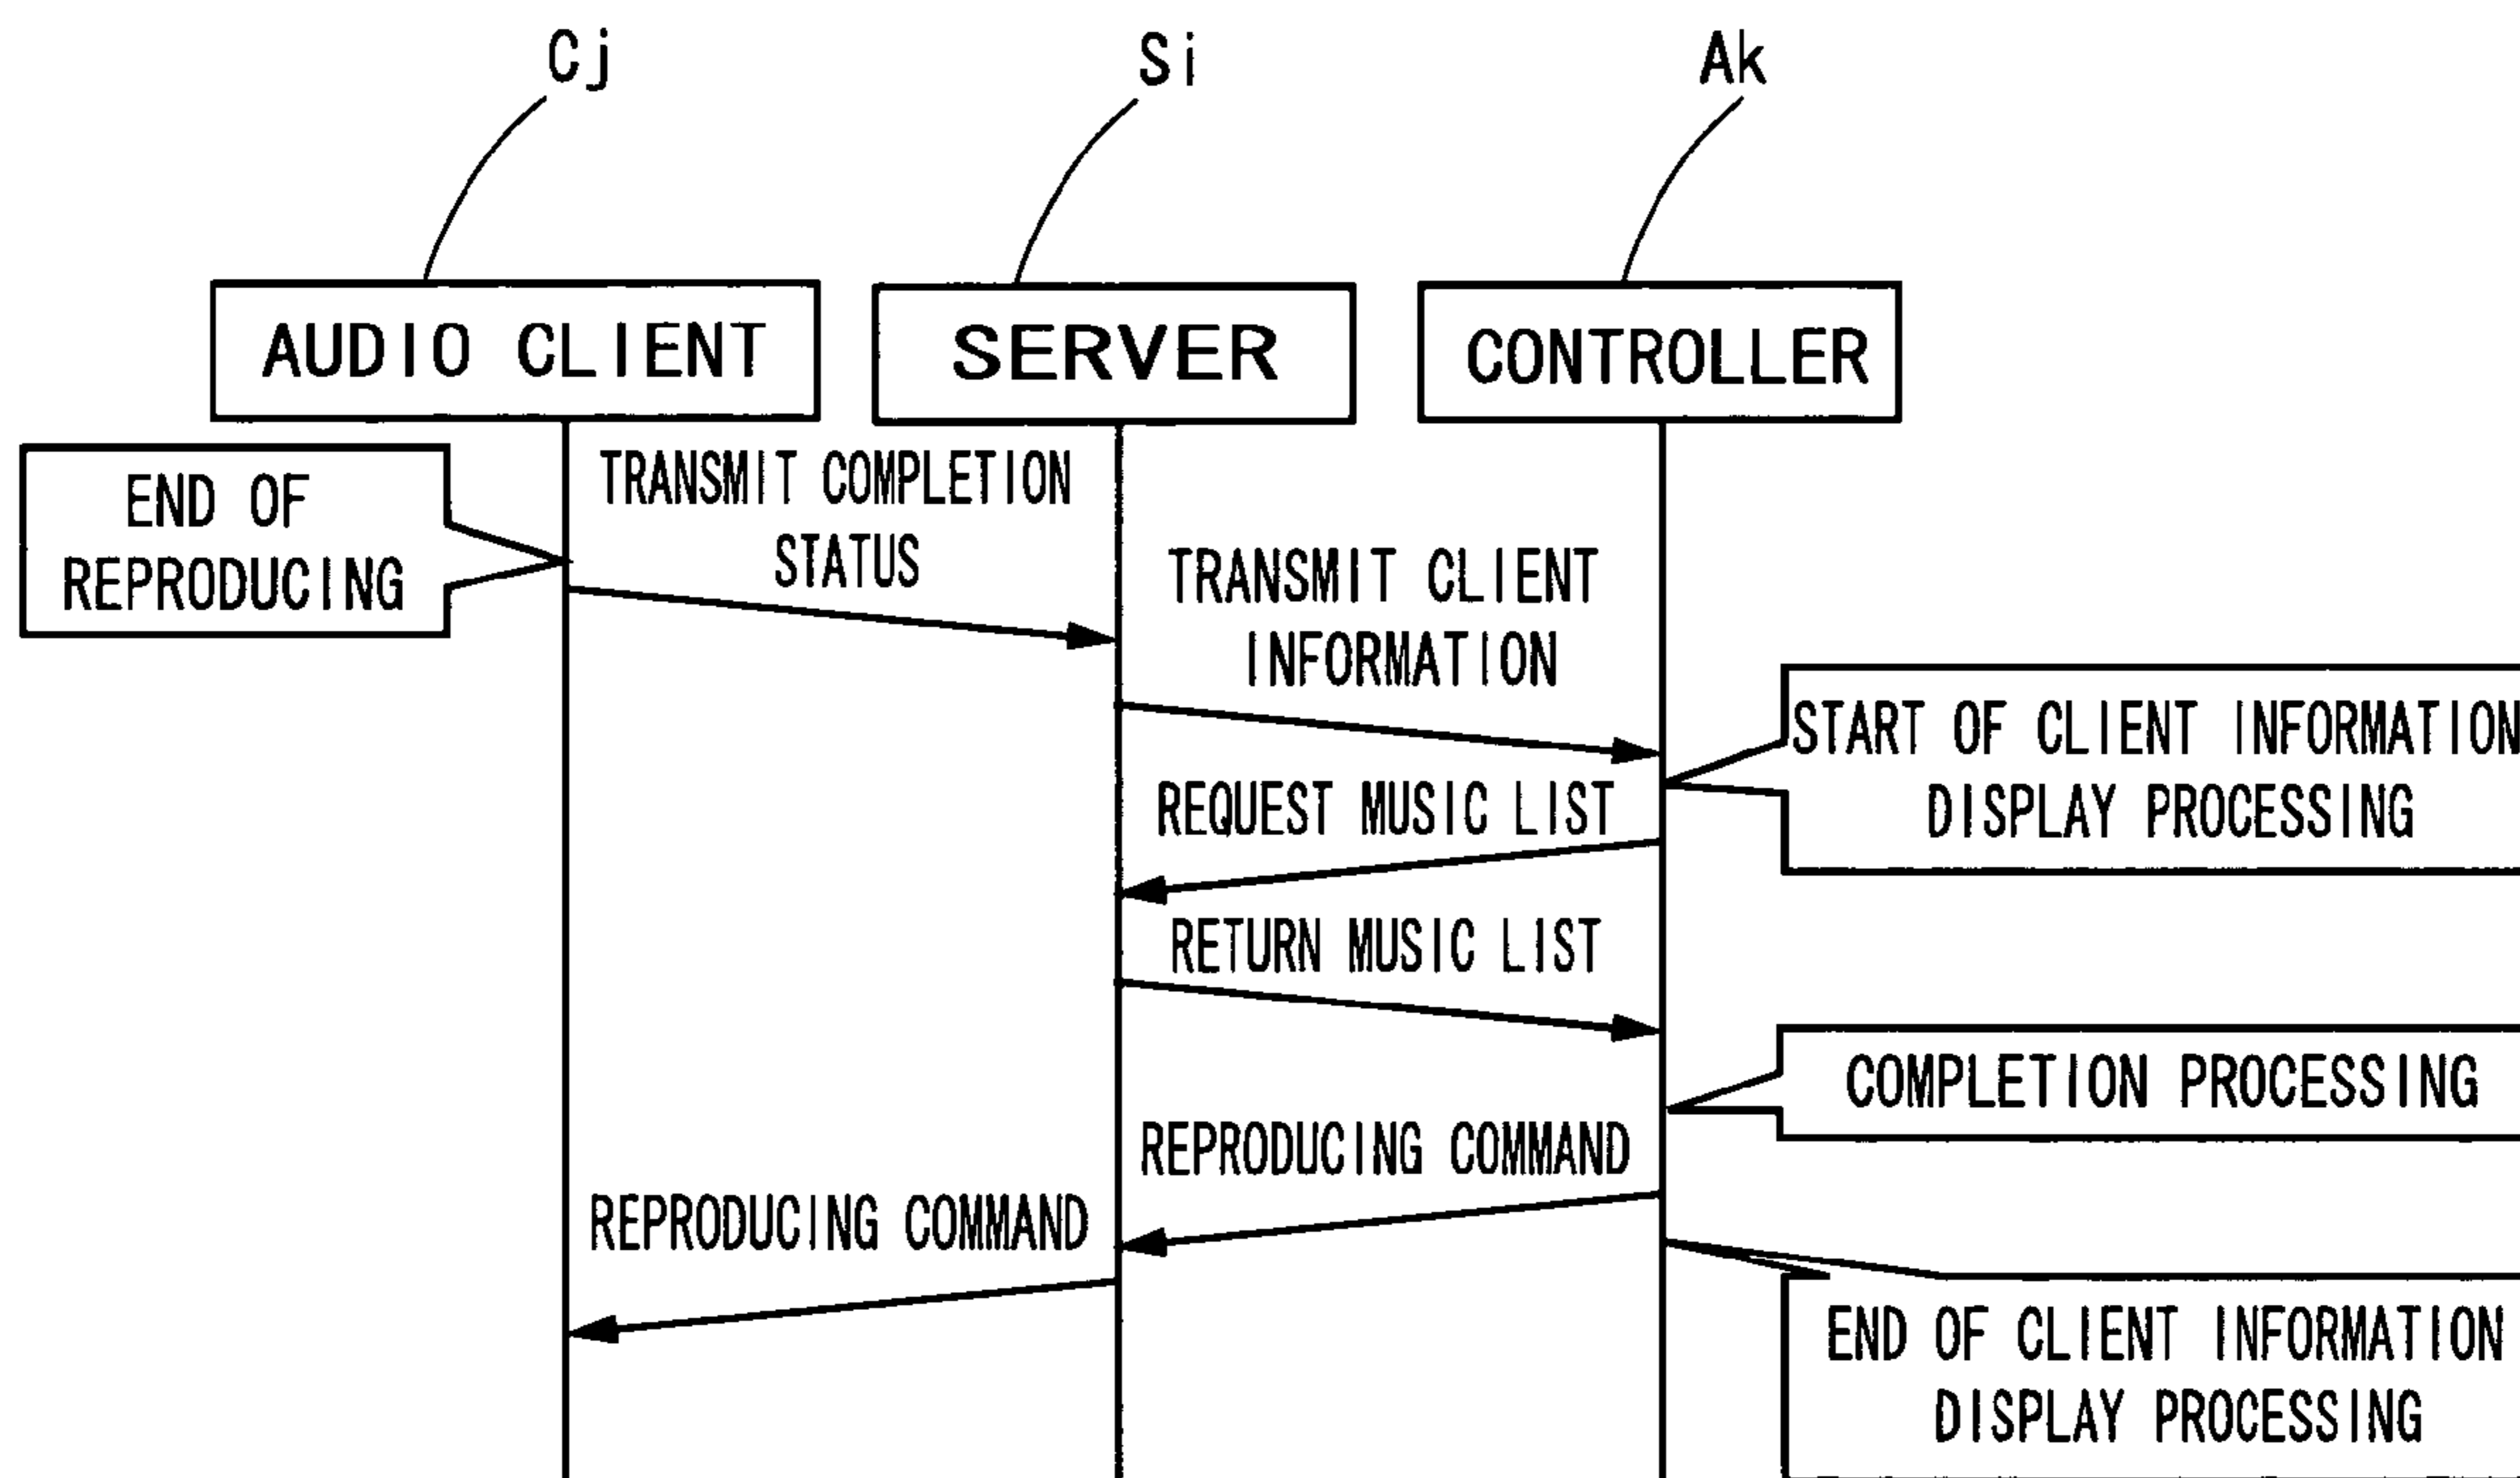 Cj
Si
Ak
AUDIO CLIENT
SERVER
CONTROLLER
END OF
REPRODUCING
TRANSMIT COMPLETION
STATUS
TRANSMIT CLIENT
INFORMATION
START OF CLIENT INFORMATION
DISPLAY PROCESSING
REQUEST MUSIC LIST
RETURN MUSIC LIST
COMPLETION PROCESSING
REPRODUCING COMMAND
REPRODUCING COMMAND
END OF CLIENT INFORMATION
DISPLAY PROCESSING